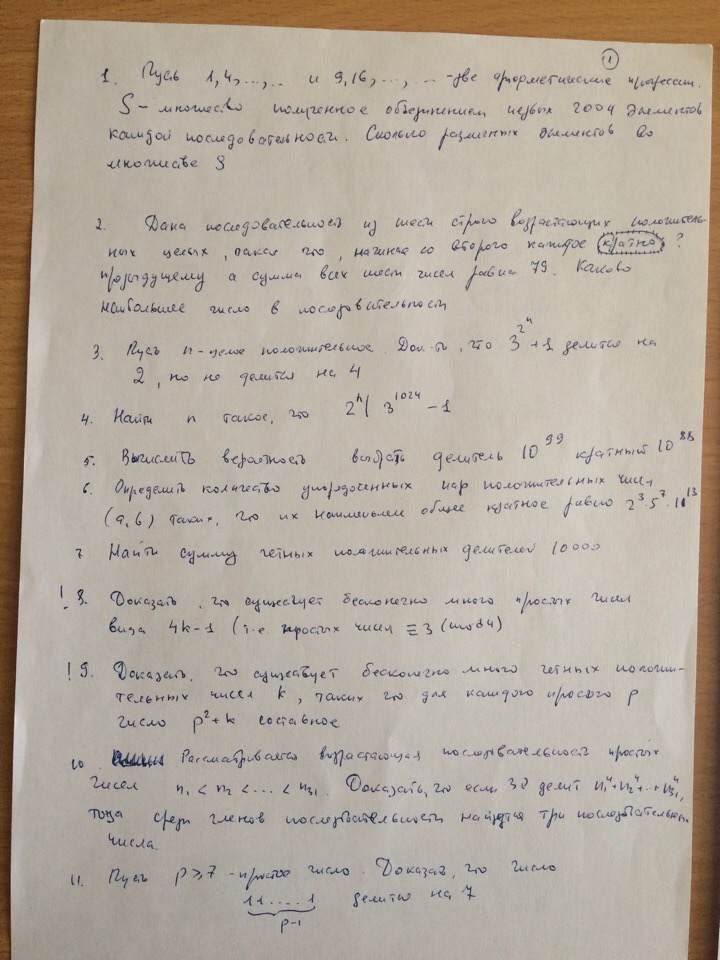 1
1. Пусь 1,4,...,.. и 9,16,...,... -две арифметические прогрессии.
S - множество полученное объединением первых 2004 элементов
каждой последовательности. Сколько различных элементов во
множестве S
2. Дана последовательность из шести строго возрастающих положитель-
ных целых, такая что, начиная со второго каждое кратно ?
предыдущему а сумма всех шести чисел равна 79. Каково
наибольшее число в последовательности
3. Пусть n-целое положительное. Док-ть, что 3^{2^n}+1 делится на
2, но не делится на 4
4. Найти n такое, что 2^n | 3^{1024} - 1
5. Вычислить вероятность выбрать делитель 10^{99} кратный 10^{88}
6. Определить количество упорядоченных пар положительных чисел
(a,b) таких, что их наименьшее общее кратное равно 2^3·5^7·11^{13}
7 Найти сумму четных положительных делителей 10000
! 8. Доказать, что существует бесконечно много простых чисел
вида 4k-1 (т.е. простых чисел ≡3 (mod 4)
! 9. Доказать, что существует бесконечно много четных положи-
тельных чисел k, таких что для каждого простого p
число p²+k составное
10 Рассматривается возрастающая последовательность простых
чисел n₁ < n₂ < ... < n₃₁. Доказать, что если 30 делит n₁⁴+n₂⁴+..+n₃₁⁴,
тогда среди членов последовательности найдутся три последовательных
числа.
11. Пусть p≥7 -простое число. Доказать, что число
11.....1 делится на 7
p-1